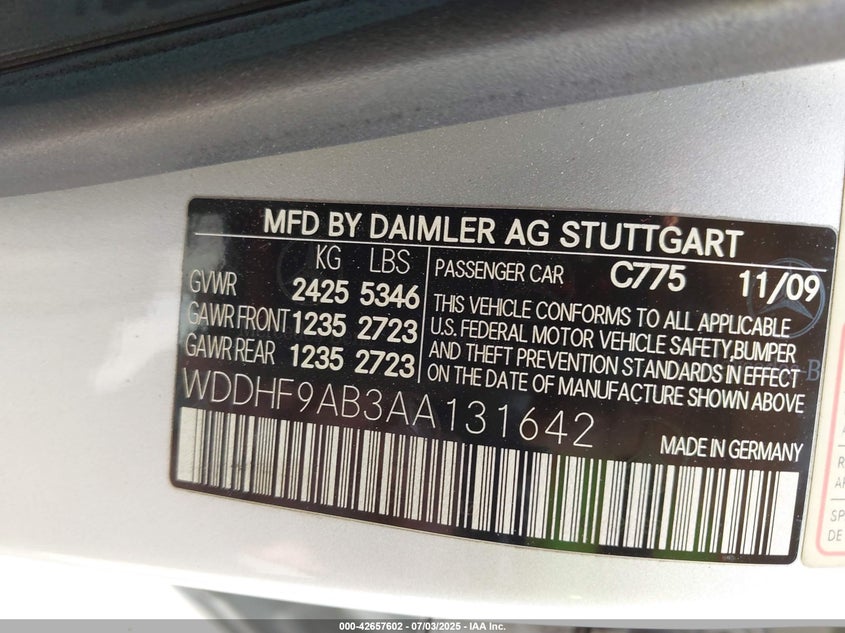 MFD BY DAIMLER AG STUTTGART
KG LBS
GVWR 2425 5346
GAWR FRONT 1235 2723
GAWR REAR 1235 2723
PASSENGER CAR C775 11/09
THIS VEHICLE CONFORMS TO ALL APPLICABLE
U.S. FEDERAL MOTOR VEHICLE SAFETY,BUMPER
AND THEFT PREVENTION STANDARDS IN EFFECT
ON THE DATE OF MANUFACTURE SHOWN ABOVE
WDDHF9AB3AA131642
MADE IN GERMANY
SP
DE
000-42657602 - 07/03/2025 - IAA Inc.